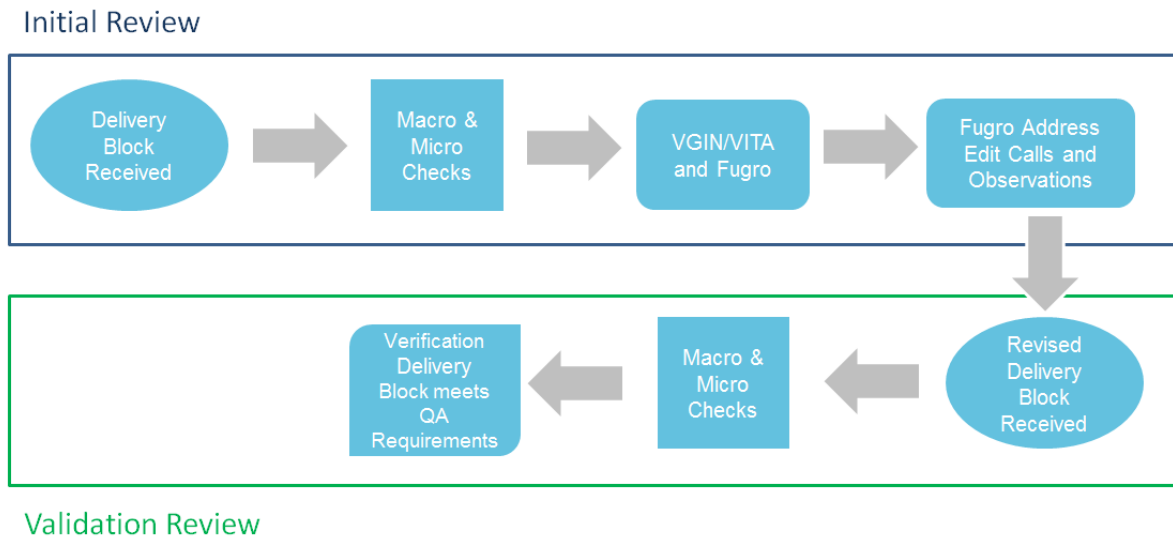 Initial Review
Delivery
Block
Received
Macro &
Micro
Checks
VGIN/VITA
and Fugro
Fugro Address
Edit Calls and
Observations
Revised
Delivery
Block
Received
Macro &
Micro
Checks
Verification
Delivery
Block meets
QA
Requirements
Validation Review